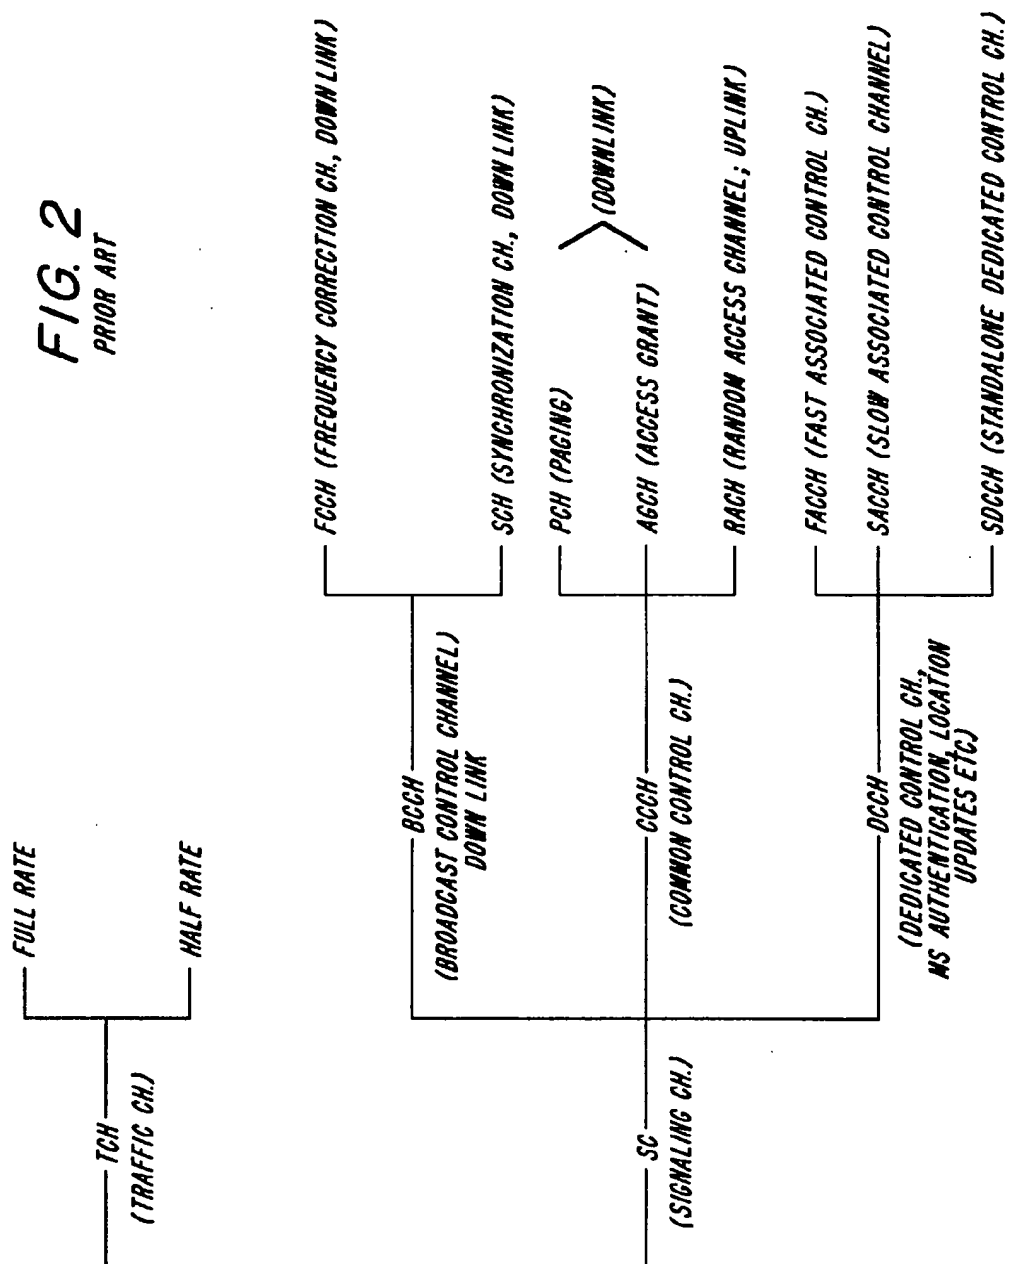 FIG. 2
PRIOR ART
TCH
(TRAFFIC CH.)
FULL RATE
HALF RATE
SC
(SIGNALING CH.)
BCCH
(BROADCAST CONTROL CHANNEL)
DOWN LINK
FCCH (FREQUENCY CORRECTION CH., DOWN LINK)
SCH (SYNCHRONIZATION CH., DOWN LINK)
CCCH
(COMMON CONTROL CH.)
PCH (PAGING)
AGCH (ACCESS GRANT)
(DOWNLINK)
RACH (RANDOM ACCESS CHANNEL; UPLINK)
DCCH
(DEDICATED CONTROL CH.,
MS AUTHENTICATION, LOCATION
UPDATES ETC)
FACCH (FAST ASSOCIATED CONTROL CH.)
SACCH (SLOW ASSOCIATED CONTROL CHANNEL)
SDCCH (STANDALONE DEDICATED CONTROL CH.)